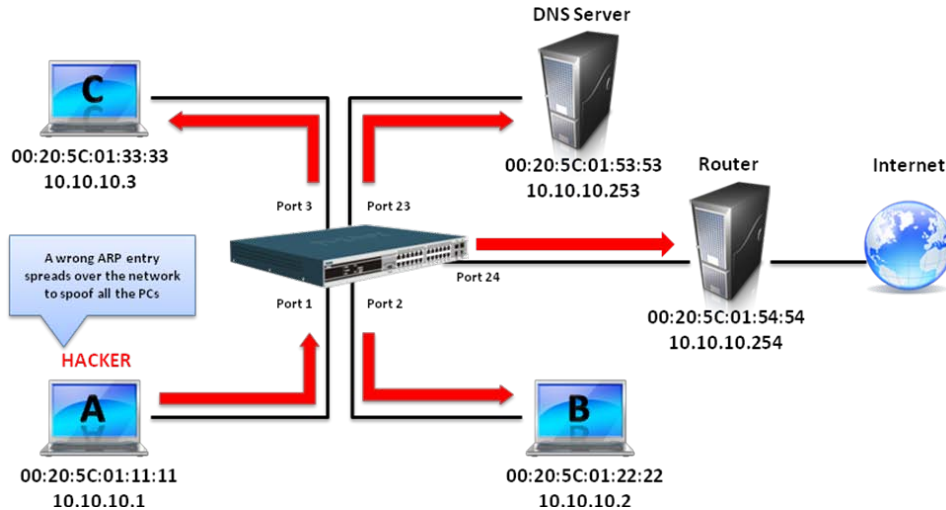 DNS Server
C
00:20:5C:01:33:33
10.10.10.3
00:20:5C:01:53:53
10.10.10.253
Router
Internet
Port 3
Port 23
A wrong ARP entry
spreads over the network
to spoof all the PCs
Port 24
Port 1
Port 2
00:20:5C:01:54:54
10.10.10.254
HACKER
A
B
00:20:5C:01:11:11
10.10.10.1
00:20:5C:01:22:22
10.10.10.2